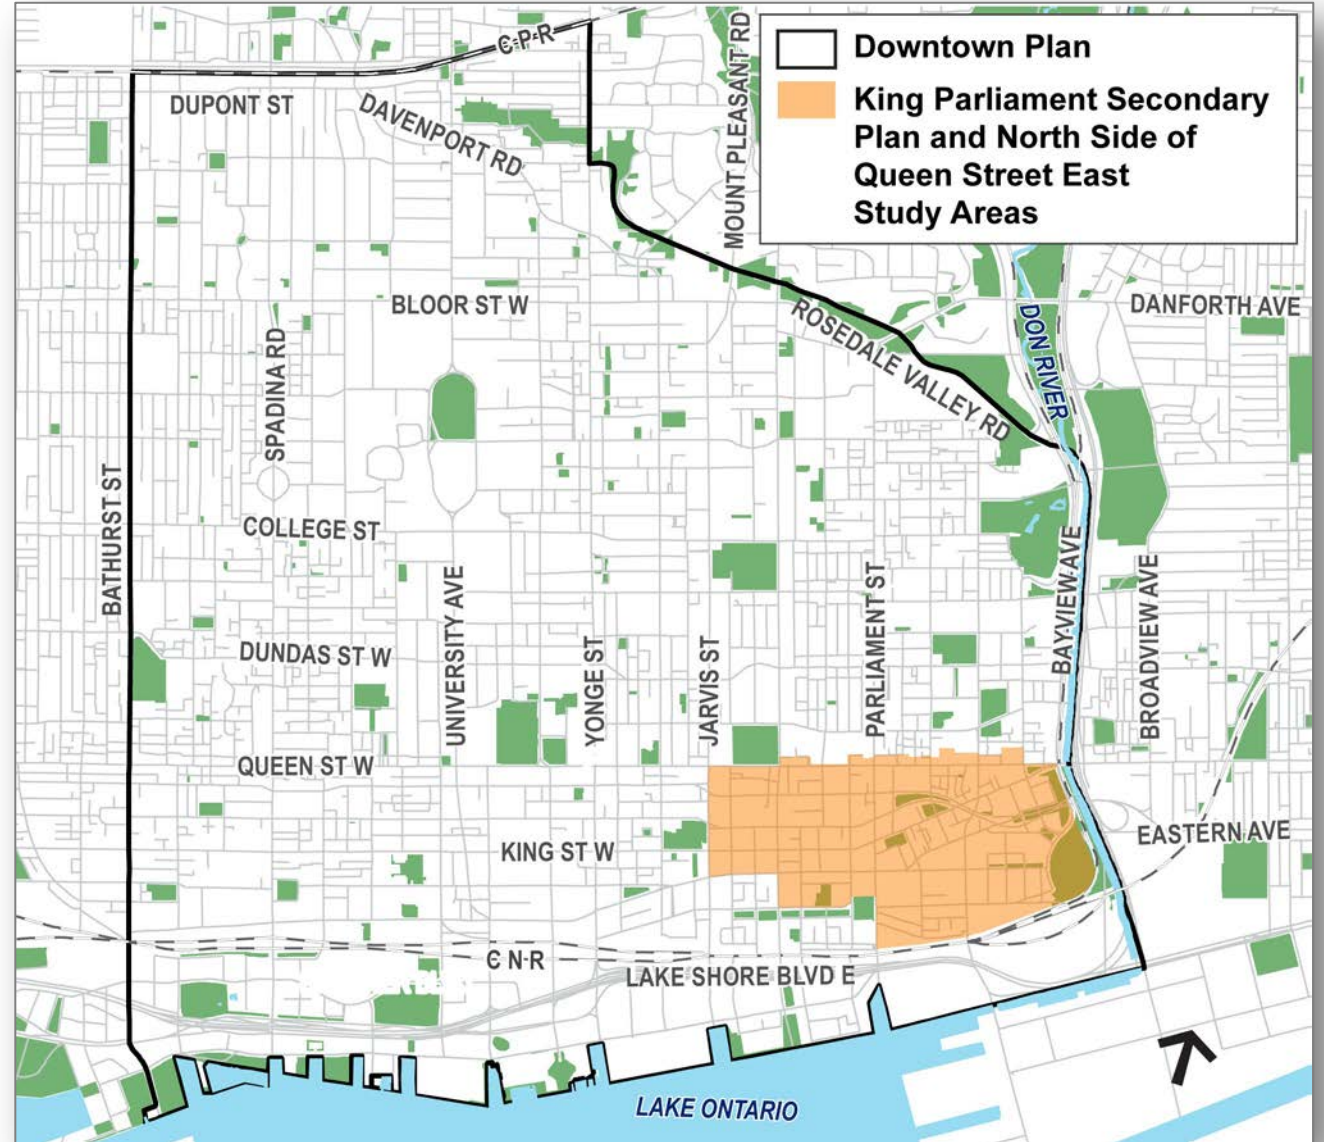 Downtown Plan
King Parliament Secondary
Plan and North Side of
Queen Street East
Study Areas
C P R
MOUNT PLEASANT RD
DUPONT ST
DAVENPORT RD
BLOOR ST W
DANFORTH AVE
SPADINA RD
ROSEDALE VALLEY RD
DON RIVER
BATHURST ST
COLLEGE ST
UNIVERSITY AVE
YONGE ST
JARVIS ST
PARLIAMENT ST
BAYVIEW AVE
BROADVIEW AVE
DUNDAS ST W
QUEEN ST W
KING ST W
EASTERN AVE
C N R
LAKE SHORE BLVD E
LAKE ONTARIO